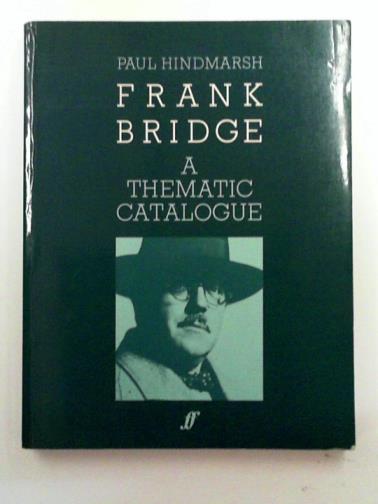 PAUL HINDMARSH
FRANK
BRIDGE
A
THEMATIC
CATALOGUE
ff